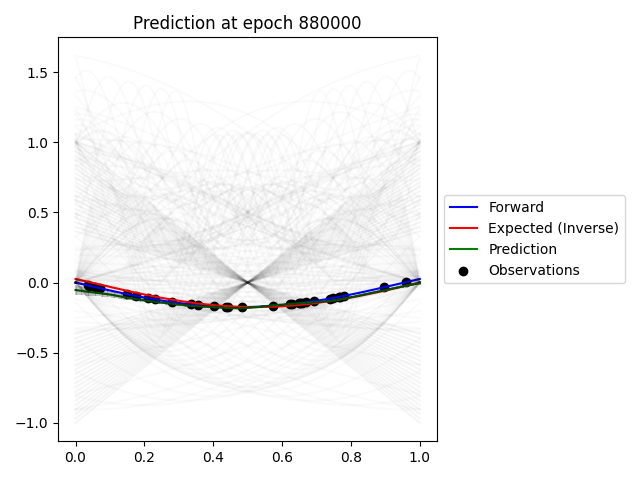 Prediction at epoch 880000
1.5
1.0
0.5
0.0
−0.5
−1.0
0.0 0.2 0.4 0.6 0.8 1.0
Forward
Expected (Inverse)
Prediction
Observations